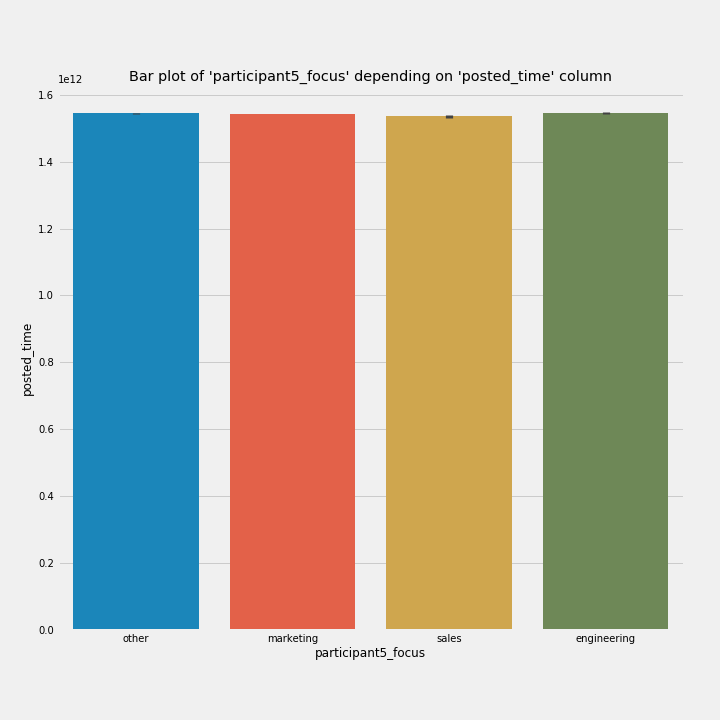 Bar plot of 'participant5_focus' depending on 'posted_time' column
1e12
1.6
1.4
1.2
1.0
0.8
0.6
0.4
0.2
0.0
posted_time
other marketing sales engineering
participant5_focus